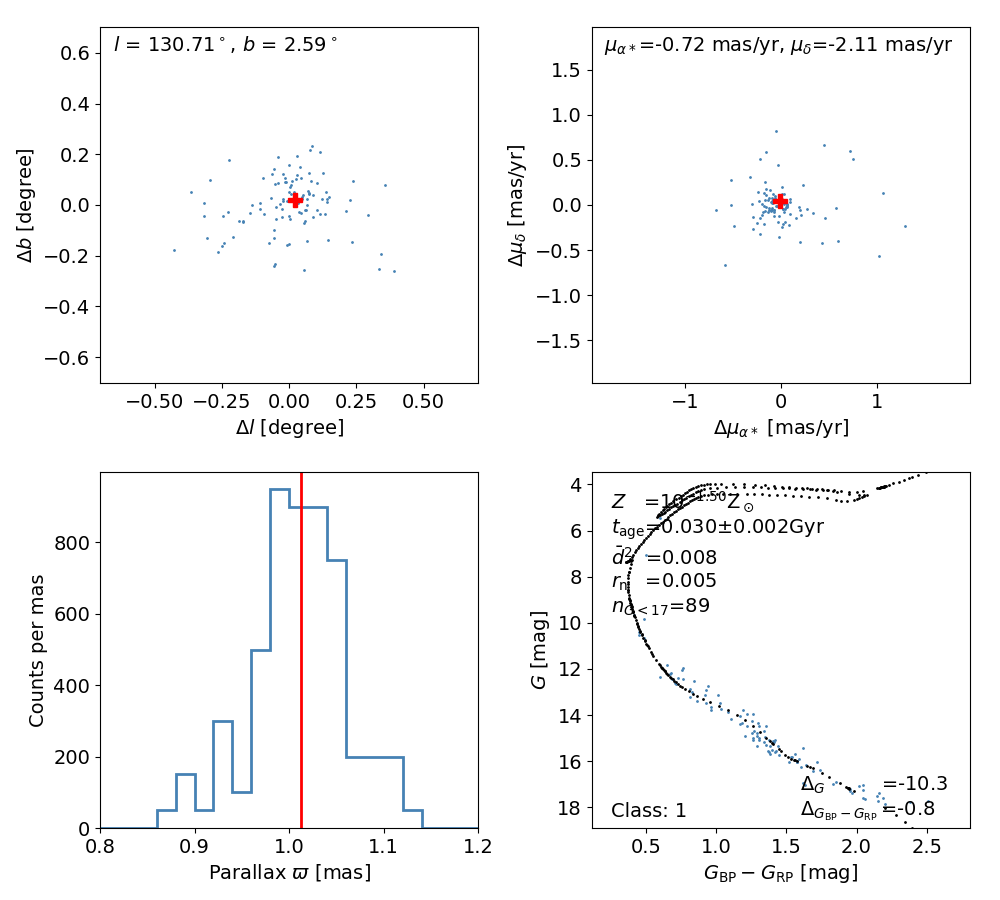 l = 130.71°, b = 2.59°
0.6
0.4
0.2
0.0
−0.2
−0.4
−0.6
Δb [degree]
−0.50 −0.25 0.00 0.25 0.50
Δl [degree]
μα∗=-0.72 mas/yr, μδ=-2.11 mas/yr
1.5
1.0
0.5
0.0
−0.5
−1.0
−1.5
Δμδ [mas/yr]
−1 0 1
Δμα∗ [mas/yr]
800
600
400
200
0
Counts per mas
0.8 0.9 1.0 1.1 1.2
Parallax ϖ [mas]
4
6
8
10
12
14
16
18
G [mag]
Z =10^−1.50 Z⊙
tage=0.030±0.002Gyr
d̄²=0.008
rn =0.005
nG<17=89
ΔG =-10.3
ΔGBP−GRP =-0.8
Class: 1
0.5 1.0 1.5 2.0 2.5
GBP − GRP [mag]